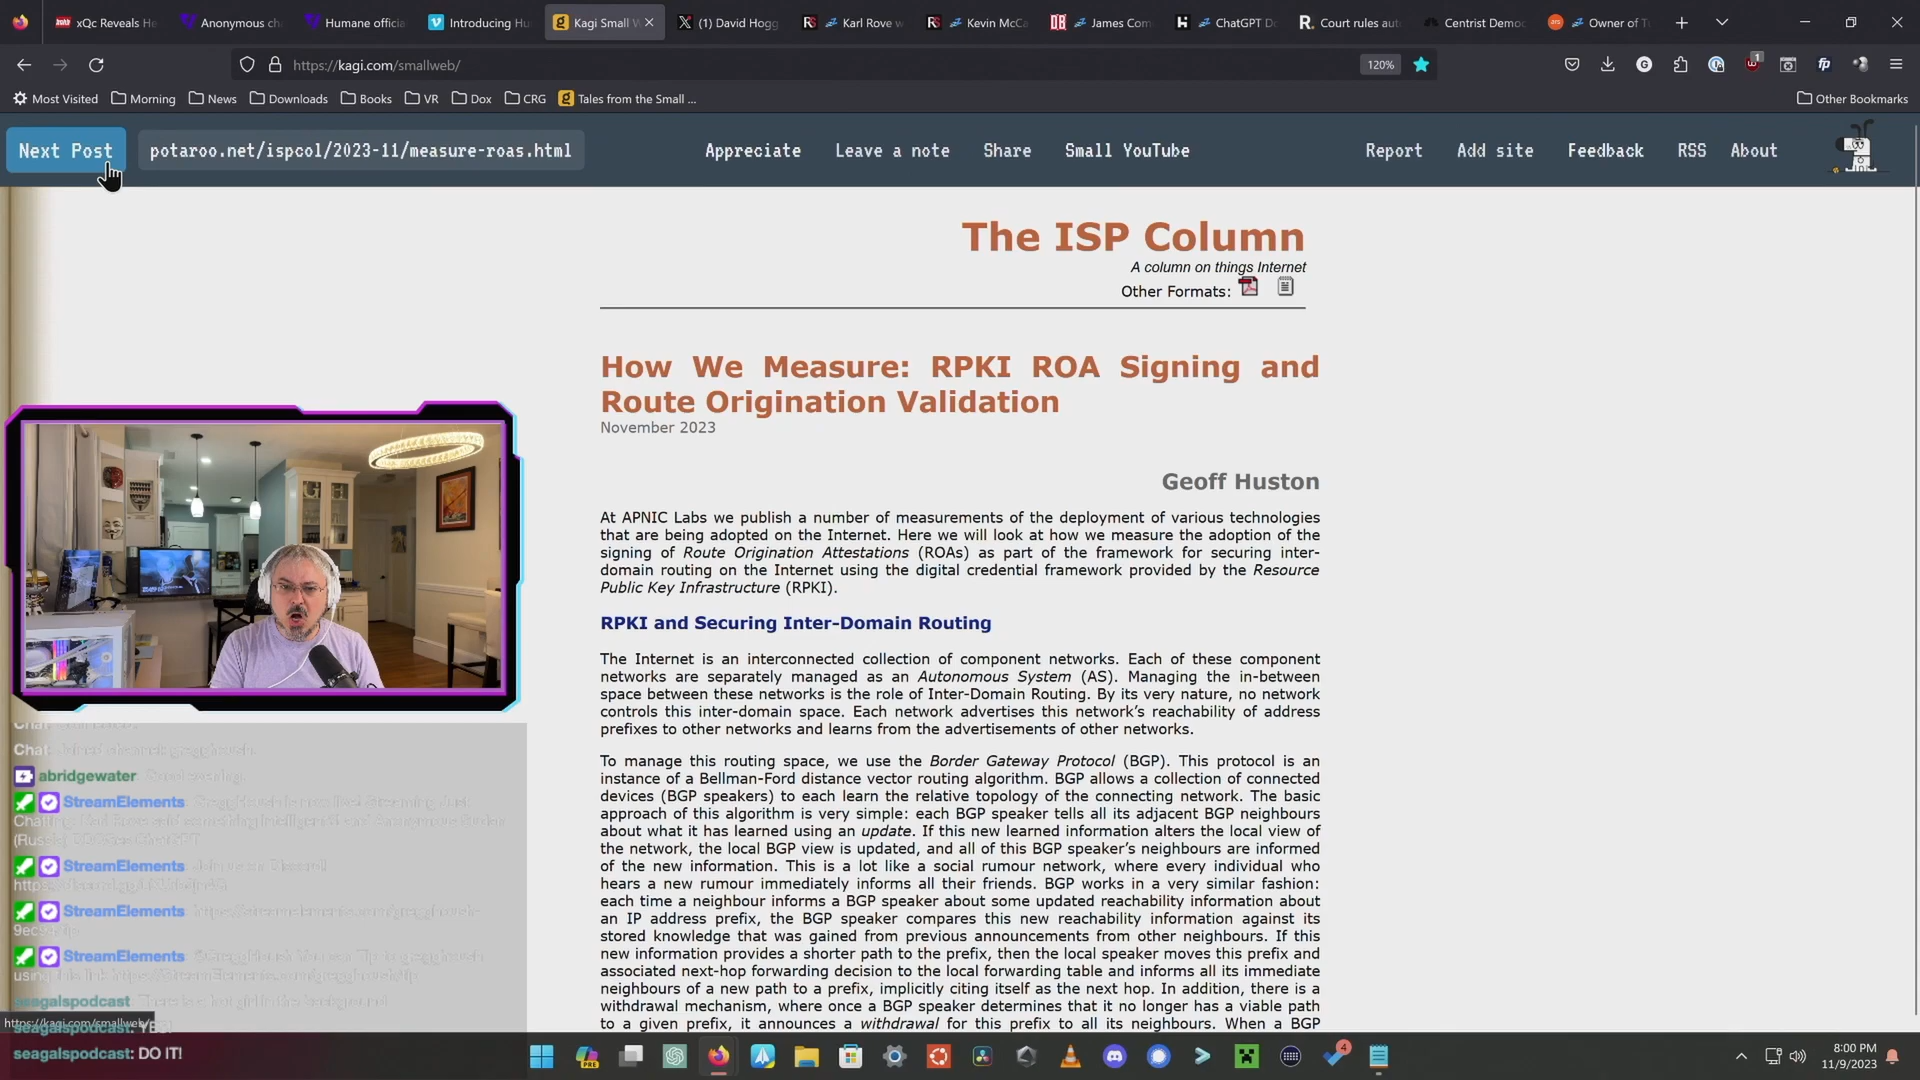 xQc Reveals He
Anonymous ch
Humane officia
Introducing Hu
Kagi Small W
(1) David Hogg
Karl Rove w
Kevin McCa
James Com
ChatGPT Do
Court rules aut
Centrist Democ
Owner of T
https://kagi.com/smallweb/
120%
Most Visited
Morning
News
Downloads
Books
VR
Dox
CRG
Tales from the Small ...
Other Bookmarks
Next Post
potaroo.net/ispcol/2023-11/measure-roas.html
Appreciate
Leave a note
Share
Small YouTube
Report
Add site
Feedback
RSS
About
The ISP Column
A column on things Internet
Other Formats:
How We Measure: RPKI ROA Signing and
Route Origination Validation
November 2023
Geoff Huston
At APNIC Labs we publish a number of measurements of the deployment of various technologies
that are being adopted on the Internet. Here we will look at how we measure the adoption of the
signing of Route Origination Attestations (ROAs) as part of the framework for securing inter-
domain routing on the Internet using the digital credential framework provided by the Resource
Public Key Infrastructure (RPKI).
RPKI and Securing Inter-Domain Routing
The Internet is an interconnected collection of component networks. Each of these component
networks are separately managed as an Autonomous System (AS). Managing the in-between
space between these networks is the role of Inter-Domain Routing. By its very nature, no network
controls this inter-domain space. Each network advertises this network's reachability of address
prefixes to other networks and learns from the advertisements of other networks.
To manage this routing space, we use the Border Gateway Protocol (BGP). This protocol is an
instance of a Bellman-Ford distance vector routing algorithm. BGP allows a collection of connected
devices (BGP speakers) to each learn the relative topology of the connecting network. The basic
approach of this algorithm is very simple: each BGP speaker tells all its adjacent BGP neighbours
about what it has learned using an update. If this new learned information alters the local view of
the network, the local BGP view is updated, and all of this BGP speaker's neighbours are informed
of the new information. This is a lot like a social rumour network, where every individual who
hears a new rumour immediately informs all their friends. BGP works in a very similar fashion:
each time a neighbour informs a BGP speaker about some updated reachability information about
an IP address prefix, the BGP speaker compares this new reachability information against its
stored knowledge that was gained from previous announcements from other neighbours. If this
new information provides a shorter path to the prefix, then the local speaker moves this prefix and
associated next-hop forwarding decision to the local forwarding table and informs all its immediate
neighbours of a new path to a prefix, implicitly citing itself as the next hop. In addition, there is a
withdrawal mechanism, where once a BGP speaker determines that it no longer has a viable path
to a given prefix, it announces a withdrawal for this prefix to all its neighbours. When a BGP
Chat:
abridgewater Good evening.
StreamElements
StreamElements
StreamElements
StreamElements
seagalspodcast
https://kagi.com/smallweb/
seagalspodcast: YES!
seagalspodcast: DO IT!
4
8:00 PM
11/9/2023